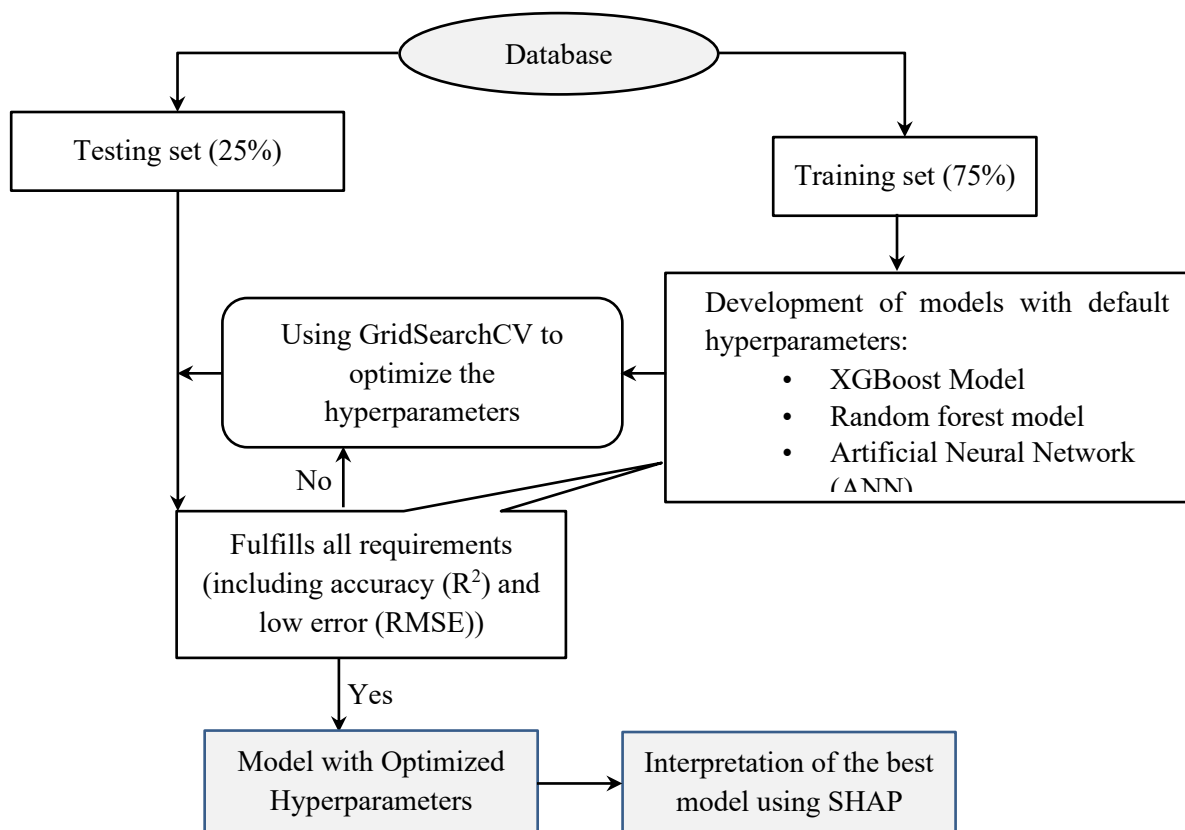 Database
Testing set (25%)
Training set (75%)
Development of models with default
hyperparameters:
• XGBoost Model
• Random forest model
• Artificial Neural Network
(ANN)
Using GridSearchCV to
optimize the
hyperparameters
No
Fulfills all requirements
(including accuracy (R²) and
low error (RMSE))
Yes
Model with Optimized
Hyperparameters
Interpretation of the best
model using SHAP